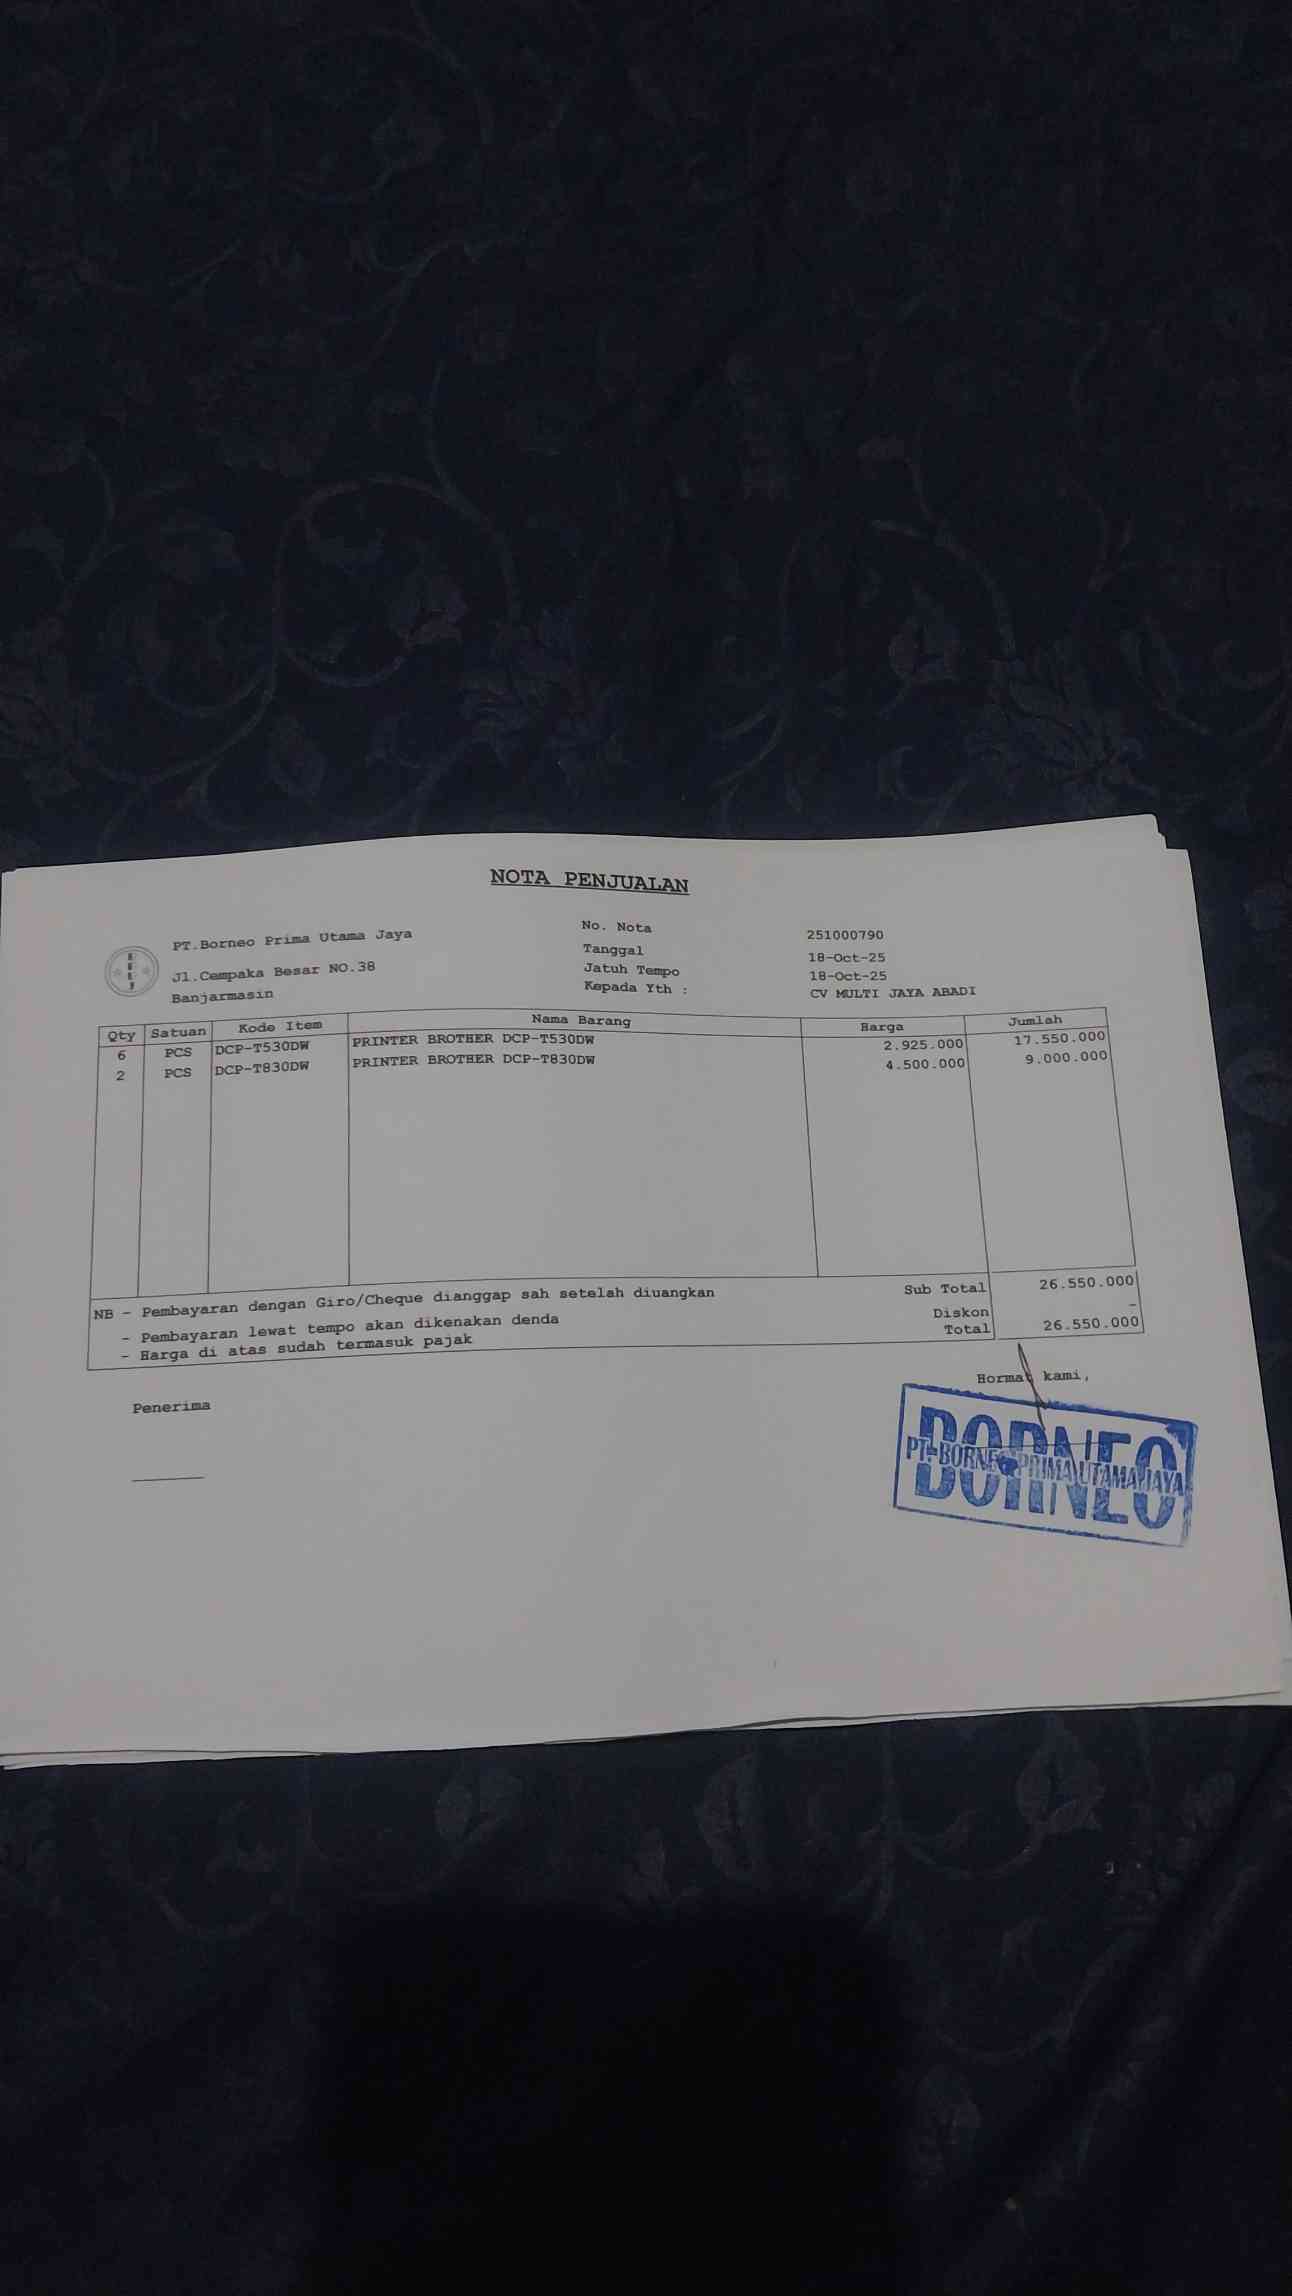 NOTA PENJUALAN
PT.Borneo Prima Utama Jaya
Jl.Cempaka Besar NO.38
Banjarmasin
No. Nota 251000790
Tanggal 18-Oct-25
Jatuh Tempo 18-Oct-25
Kepada Yth : CV MULTI JAYA ABADI
Qty Satuan Kode Item Nama Barang Harga Jumlah
6 PCS DCP-T530DW PRINTER BROTHER DCP-T530DW 2.925.000 17.550.000
2 PCS DCP-T830DW PRINTER BROTHER DCP-T830DW 4.500.000 9.000.000
NB - Pembayaran dengan Giro/Cheque dianggap sah setelah diuangkan
- Pembayaran lewat tempo akan dikenakan denda
- Harga di atas sudah termasuk pajak
Sub Total 26.550.000
Diskon -
Total 26.550.000
Penerima
Hormat kami,
BORNEO
PT. BORNEO PRIMA UTAMA JAYA